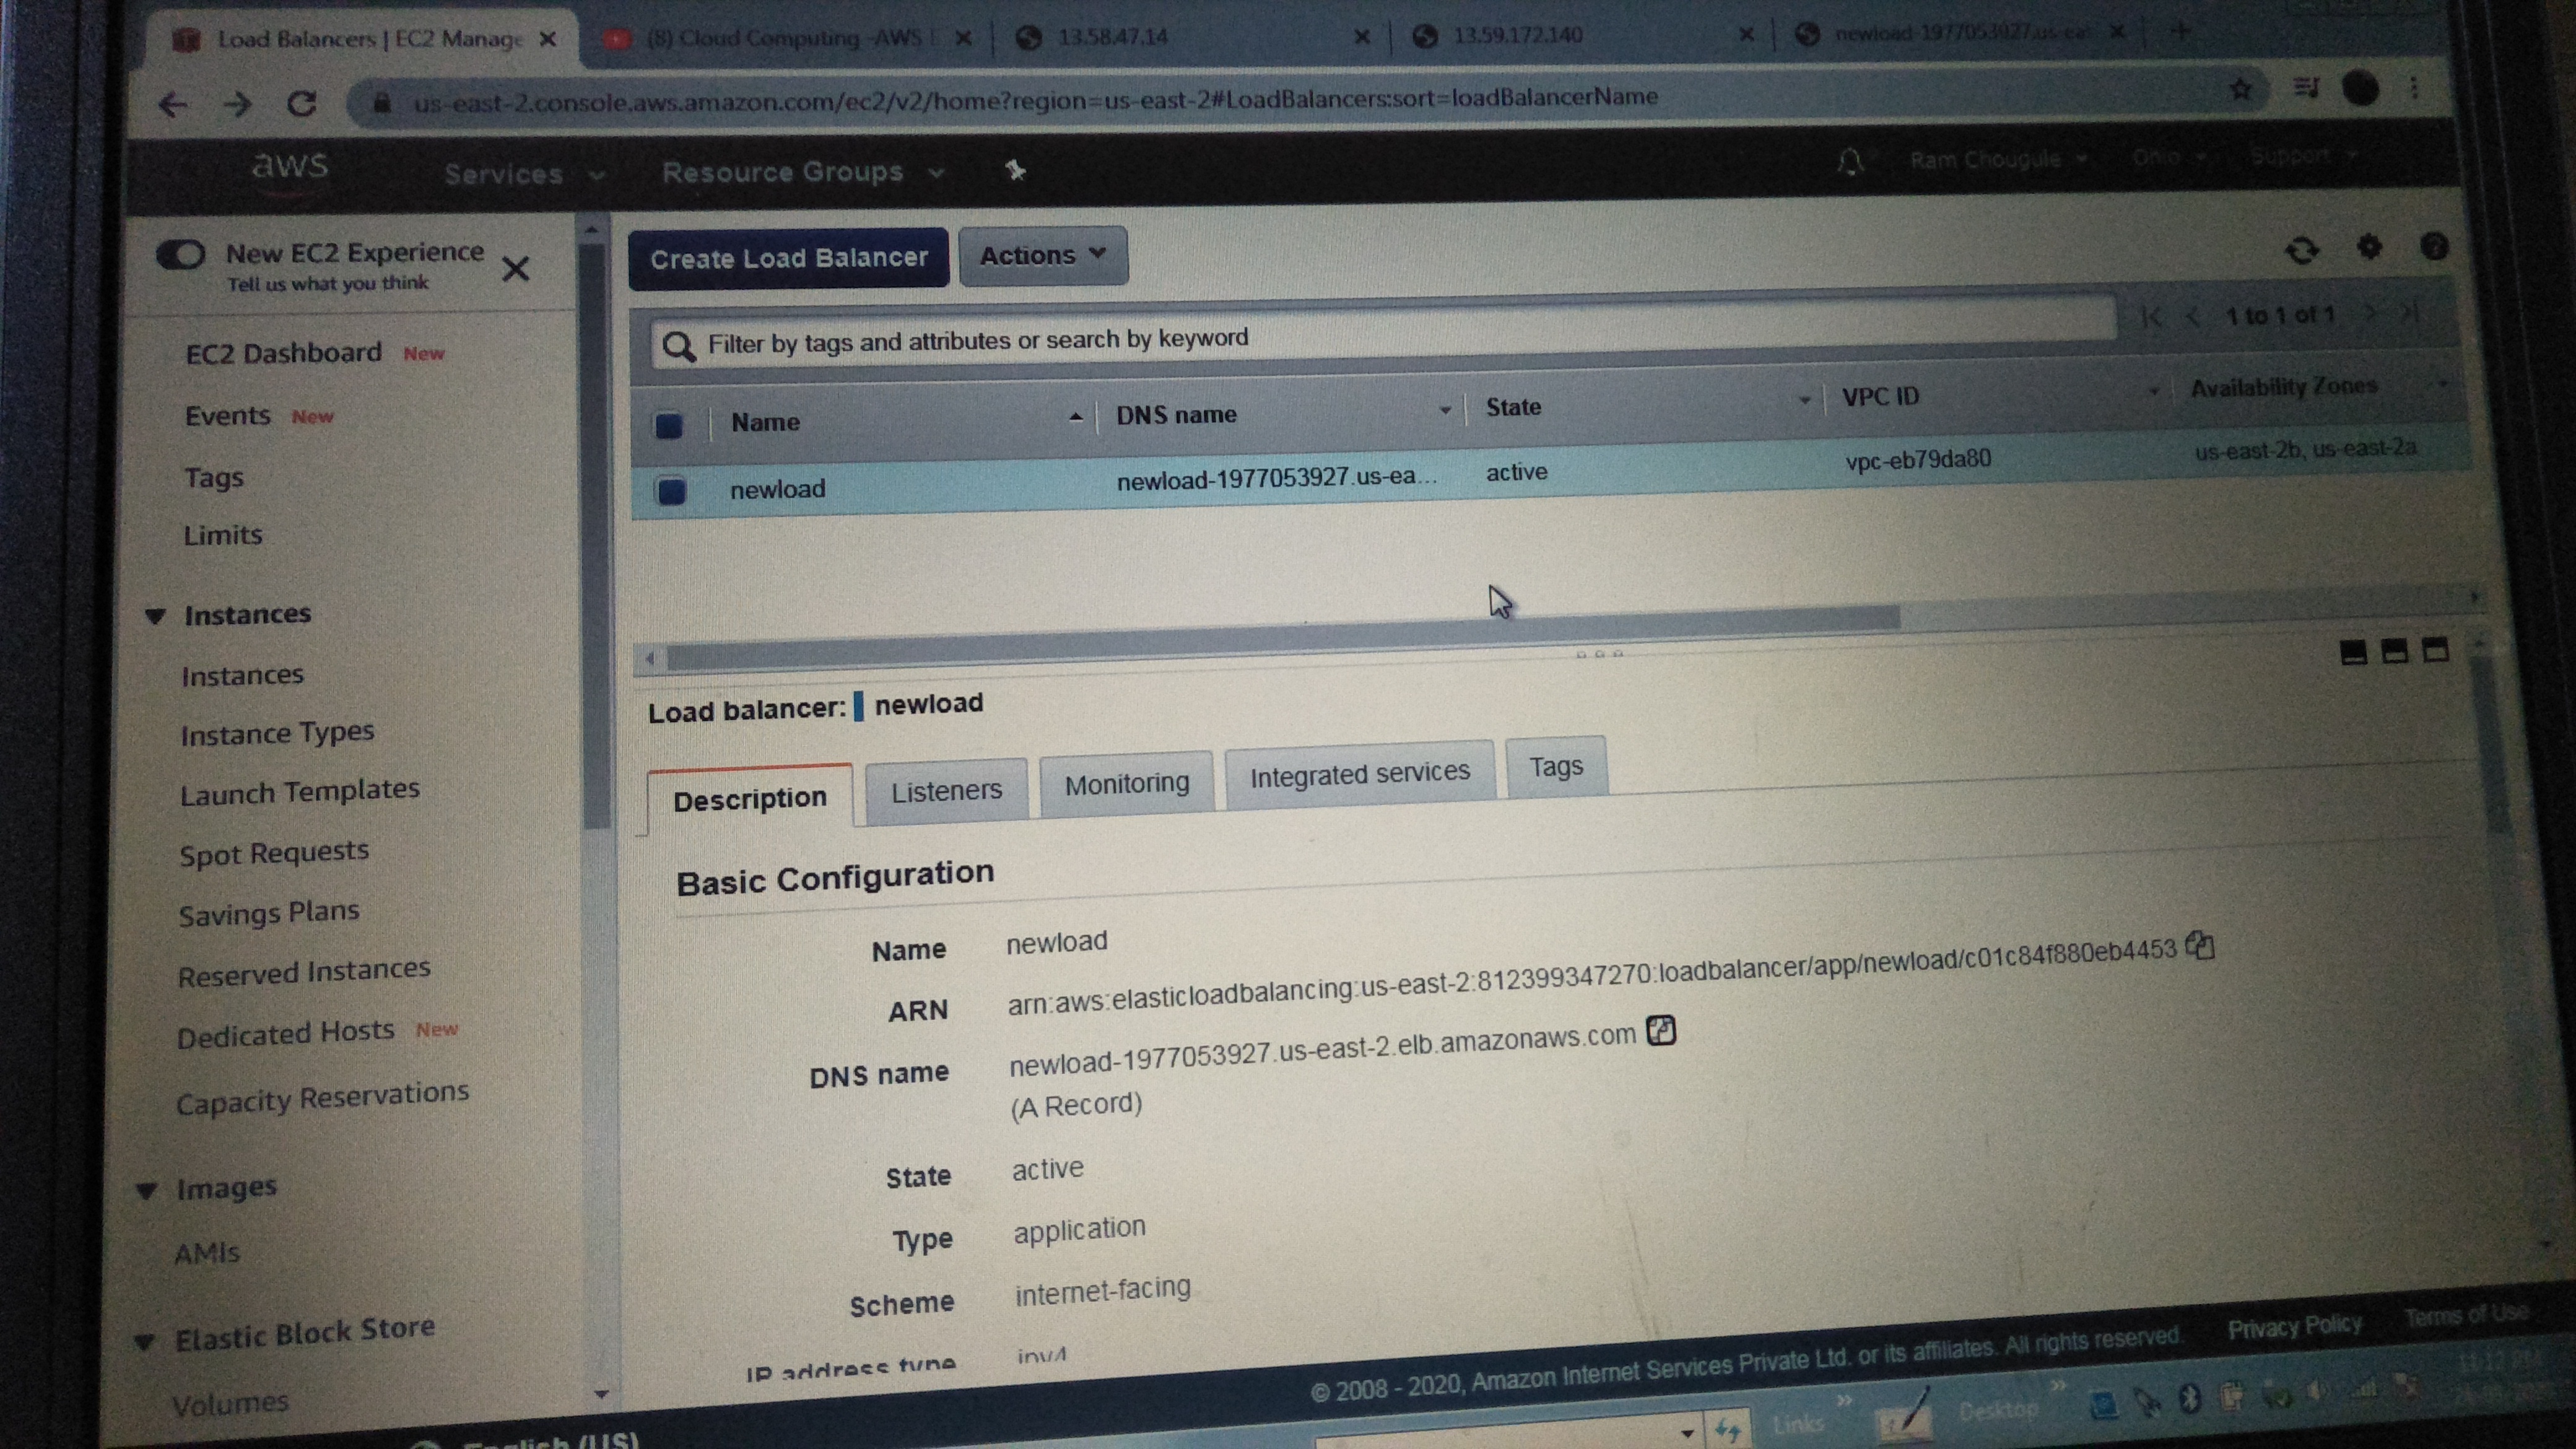 Load Balancers | EC2 Manage
(8) Cloud Computing -AWS
13.58.47.14
13.59.172.140
newload-1977053927.us-eas
us-east-2.console.aws.amazon.com/ec2/v2/home?region=us-east-2#LoadBalancers:sort=loadBalancerName
aws
Services
Resource Groups
Ram Chougule
Ohio
Support
New EC2 Experience
Tell us what you think
EC2 Dashboard New
Events New
Tags
Limits
Instances
Instances
Instance Types
Launch Templates
Spot Requests
Savings Plans
Reserved Instances
Dedicated Hosts New
Capacity Reservations
Images
AMIs
Elastic Block Store
Volumes
Create Load Balancer
Actions
Filter by tags and attributes or search by keyword
1 to 1 of 1
Name DNS name State VPC ID Availability Zones
newload newload-1977053927.us-ea... active vpc-eb79da80 us-east-2b, us-east-2a
Load balancer: newload
Description
Listeners
Monitoring
Integrated services
Tags
Basic Configuration
Name newload
ARN arn:aws:elasticloadbalancing:us-east-2:812399347270:loadbalancer/app/newload/c01c84f880eb4453
DNS name newload-1977053927.us-east-2.elb.amazonaws.com
(A Record)
State active
Type application
Scheme internet-facing
IP address type ipv4
English (US)
© 2008 - 2020, Amazon Internet Services Private Ltd. or its affiliates. All rights reserved.
Privacy Policy
Terms of Use
Links
Desktop